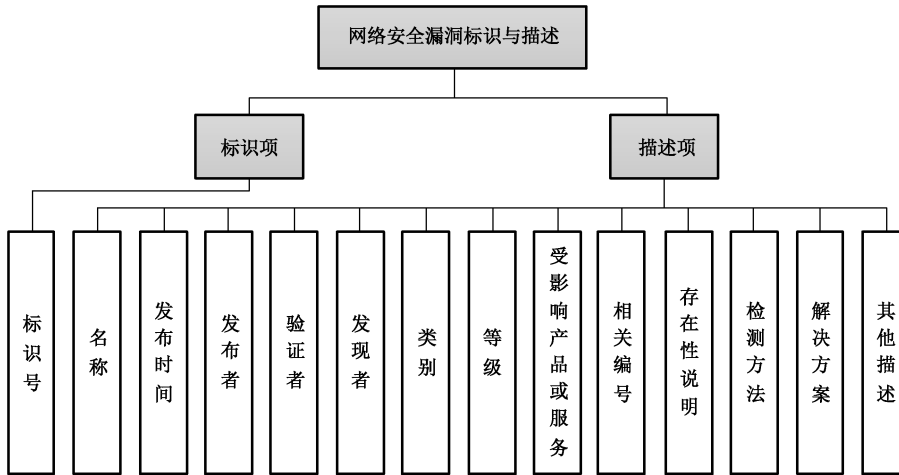 网络安全漏洞标识与描述
标识项
描述项
标识号
名称
发布时间
发布者
验证者
发现者
类别
等级
受影响产品或服务
相关编号
存在性说明
检测方法
解决方案
其他描述